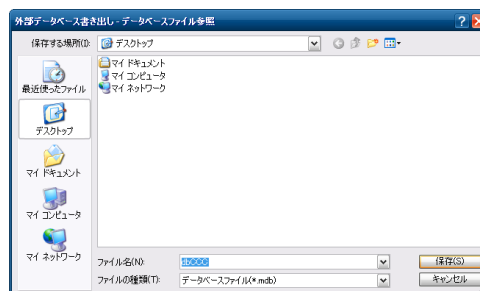 外部データベース書き出し - データベースファイル参照
保存する場所(I):
デスクトップ
マイ ドキュメント
マイ コンピュータ
マイ ネットワーク
最近使ったファイル
デスクトップ
マイ ドキュメント
マイ コンピュータ
マイ ネットワーク
ファイル名(N):
保存(S)
ファイルの種類(T):
データベースファイル(*.mdb)
キャンセル